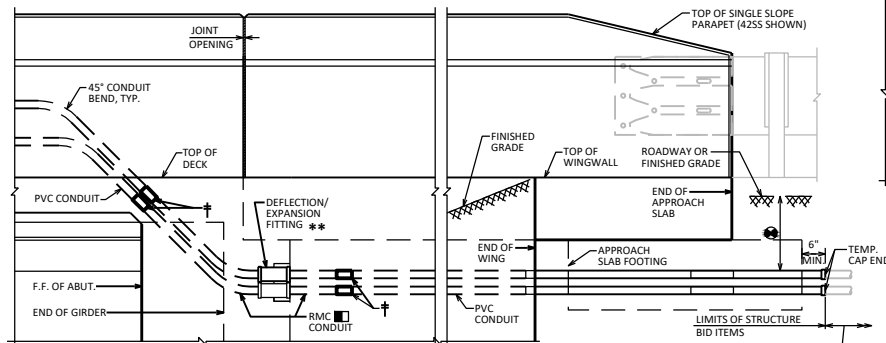 TOP OF SINGLE SLOPE
PARAPET (42SS SHOWN)
JOINT
OPENING
45° CONDUIT
BEND, TYP.
FINISHED
GRADE
TOP OF
WINGWALL
ROADWAY OR
FINISHED GRADE
TOP OF
DECK
PVC CONDUIT
‡
DEFLECTION/
EXPANSION
FITTING **
END OF
APPROACH
SLAB
6"
MIN.
TEMP.
CAP END
END OF
WING
APPROACH
SLAB FOOTING
F.F. OF ABUT.
END OF GIRDER
RMC
CONDUIT
‡
PVC
CONDUIT
LIMITS OF STRUCTURE
BID ITEMS